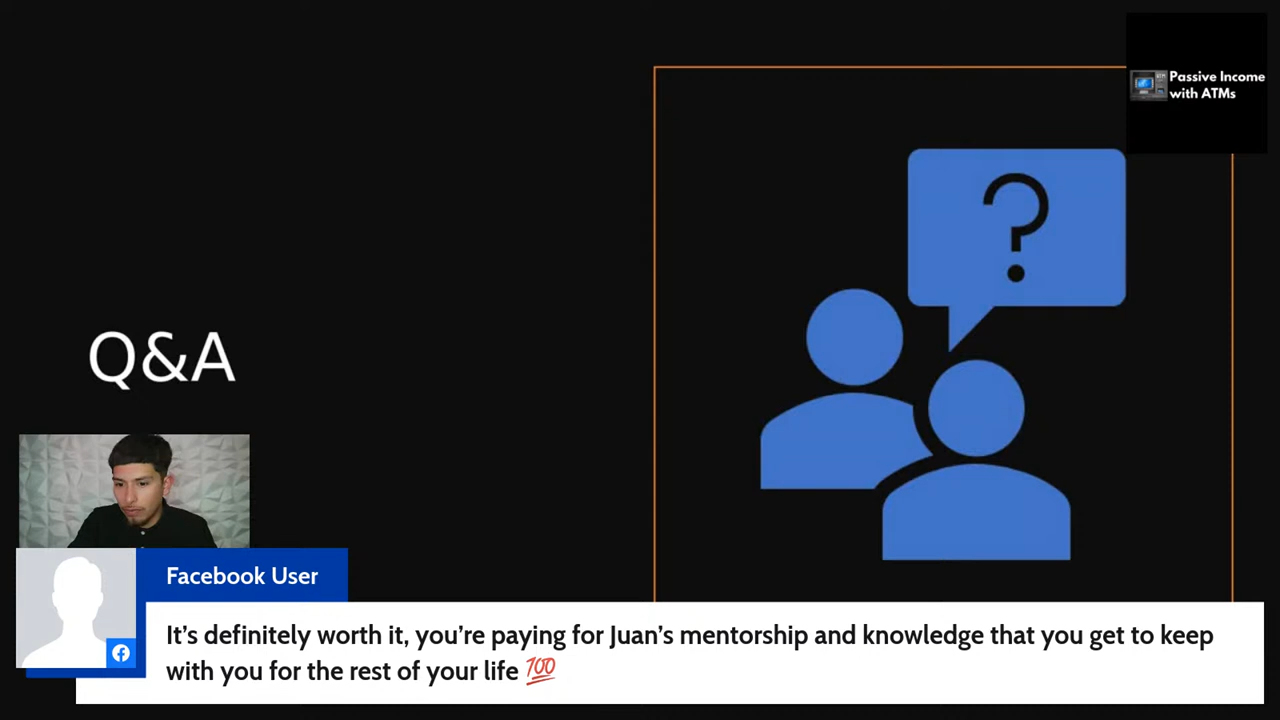 Passive Income
with ATMs
?
Q&A
Facebook User
It’s definitely worth it, you’re paying for Juan’s mentorship and knowledge that you get to keep
with you for the rest of your life 💯